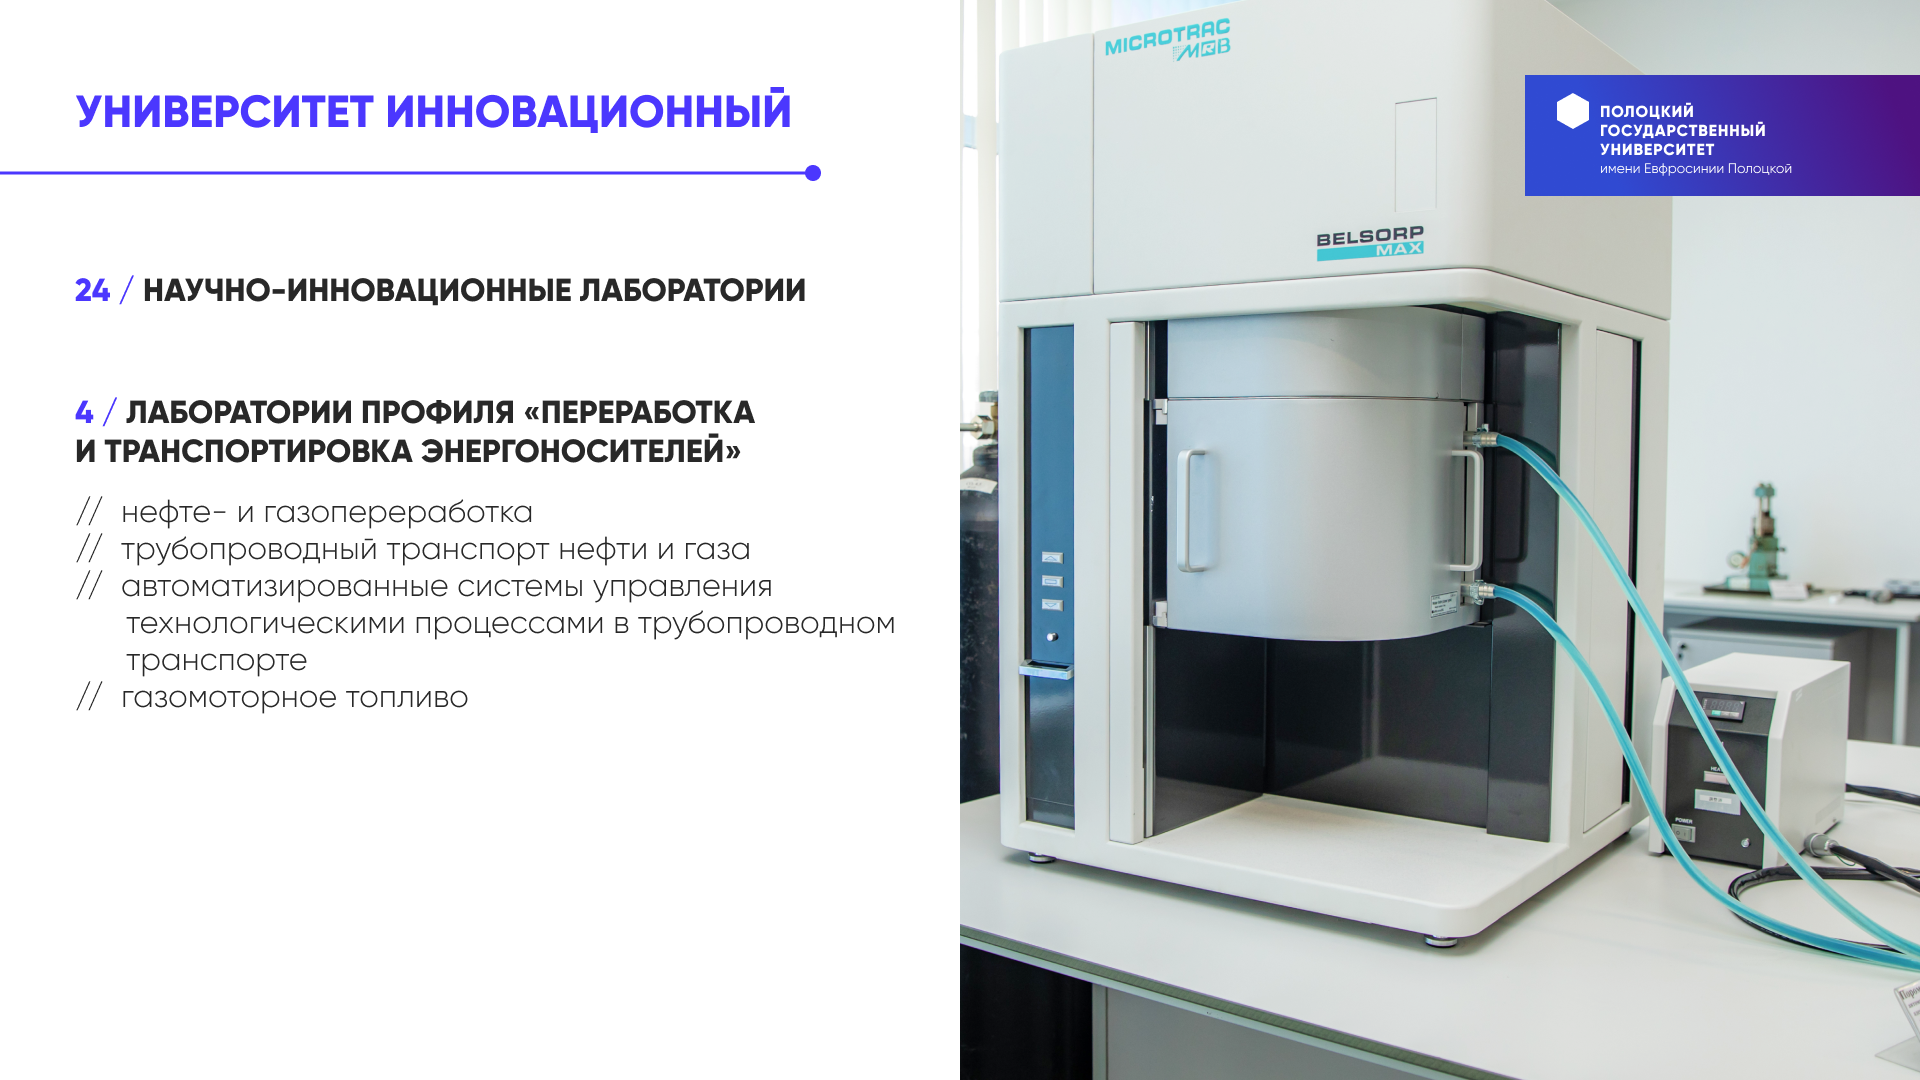 УНИВЕРСИТЕТ ИННОВАЦИОННЫЙ
24 / НАУЧНО-ИННОВАЦИОННЫЕ ЛАБОРАТОРИИ
4 / ЛАБОРАТОРИИ ПРОФИЛЯ «ПЕРЕРАБОТКА
И ТРАНСПОРТИРОВКА ЭНЕРГОНОСИТЕЛЕЙ»
// нефте- и газопереработка
// трубопроводный транспорт нефти и газа
// автоматизированные системы управления
технологическими процессами в трубопроводном
транспорте
// газомоторное топливо
MICROTRAC
MRB
ПОЛОЦКИЙ
ГОСУДАРСТВЕННЫЙ
УНИВЕРСИТЕТ
имени Евфросинии Полоцкой
BELSORP
MAX
POWER